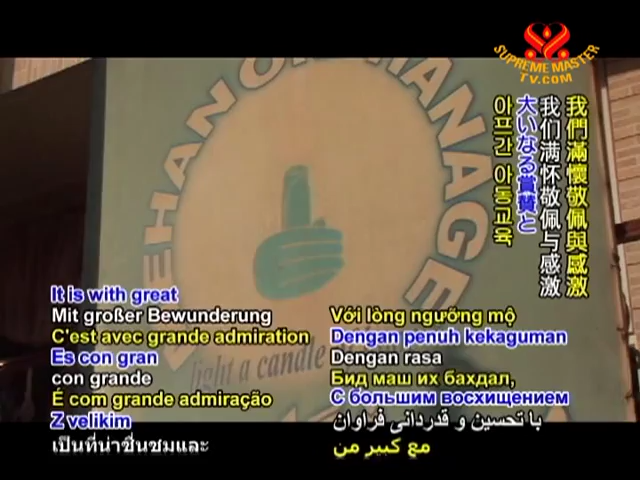 SUPREME MASTER
TV.COM
MEHAN ORPHANAGE
light a candle
我們滿懷敬佩與感激
我们满怀敬佩与感激
大いなる賞賛と
아프간 아동교육
It is with great
Mit großer Bewunderung
C'est avec grande admiration
Es con gran
con grande
É com grande admiração
Z velikim
เป็นที่น่าชื่นชมและ
Với lòng ngưỡng mộ
Dengan penuh kekaguman
Dengan rasa
Бид маш их бахдал,
С большим восхищением
با تحسین و قدردانی فراوان
مع كبير من